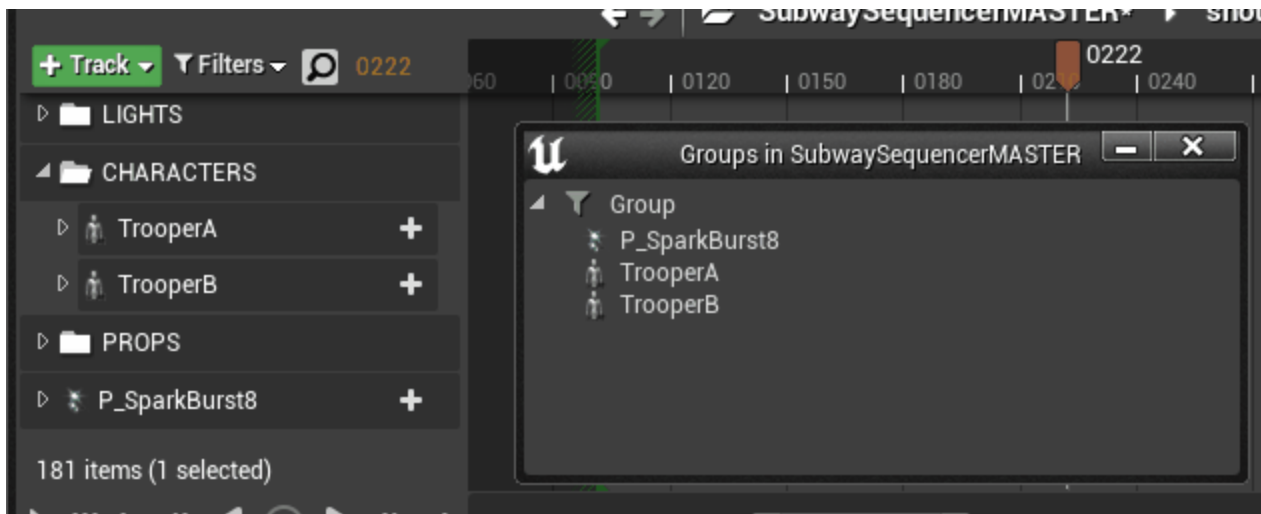 SubwaySequencerMASTER*
+ Track Filters 0222
0222
0120 0150 0180 0240
LIGHTS
CHARACTERS
TrooperA
TrooperB
PROPS
P_SparkBurst8
181 items (1 selected)
Groups in SubwaySequencerMASTER
Group
P_SparkBurst8
TrooperA
TrooperB